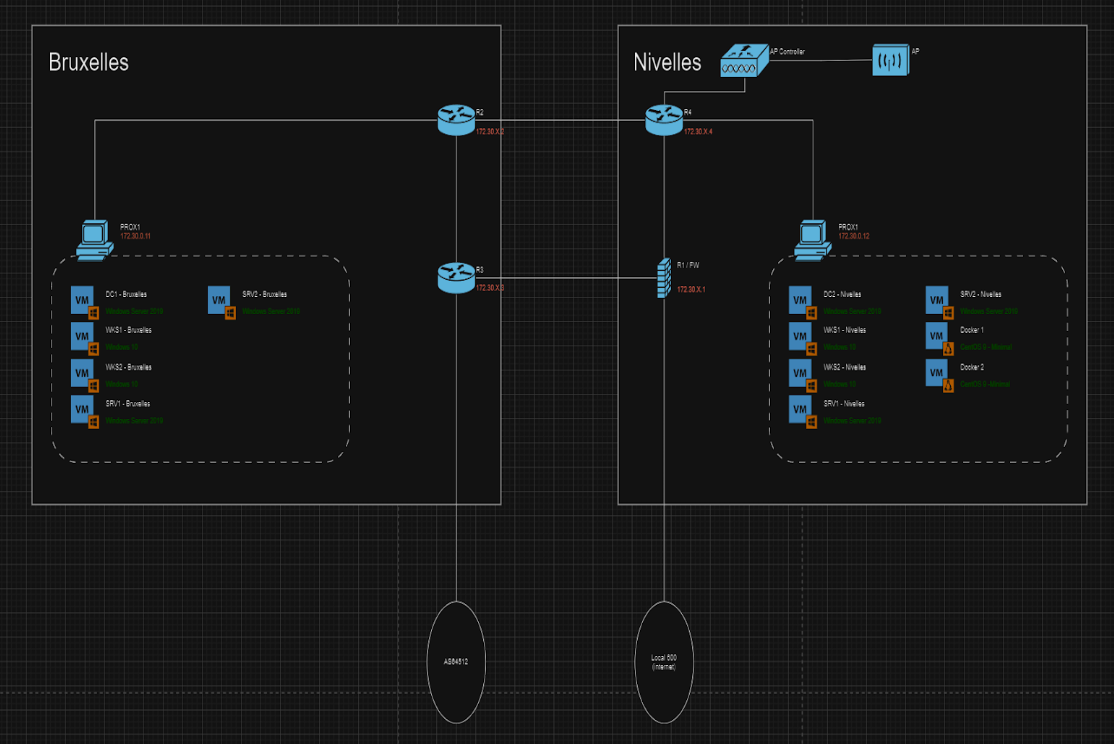 Bruxelles
R2
172.30.X.2
PROX1
172.30.0.11
R3
172.30.X.3
DC1 - Bruxelles
Windows Server 2019
WKS1 - Bruxelles
Windows 10
WKS2 - Bruxelles
Windows 10
SRV1 - Bruxelles
Windows Server 2019
SRV2 - Bruxelles
Windows Server 2019
VM
VM
VM
VM
VM
Nivelles
AP Controller
AP
R4
172.30.X.4
PROX1
172.30.0.12
R1 / FW
172.30.X.1
DC2 - Nivelles
Windows Server 2019
WKS1 - Nivelles
Windows 10
WKS2 - Nivelles
Windows 10
SRV1 - Nivelles
Windows Server 2019
SRV2 - Nivelles
Windows Server 2019
Docker 1
CentOS 9 - Minimal
Docker 2
CentOS 9 - Minimal
VM
VM
VM
VM
VM
VM
VM
AS64512
Local 500
(Internet)